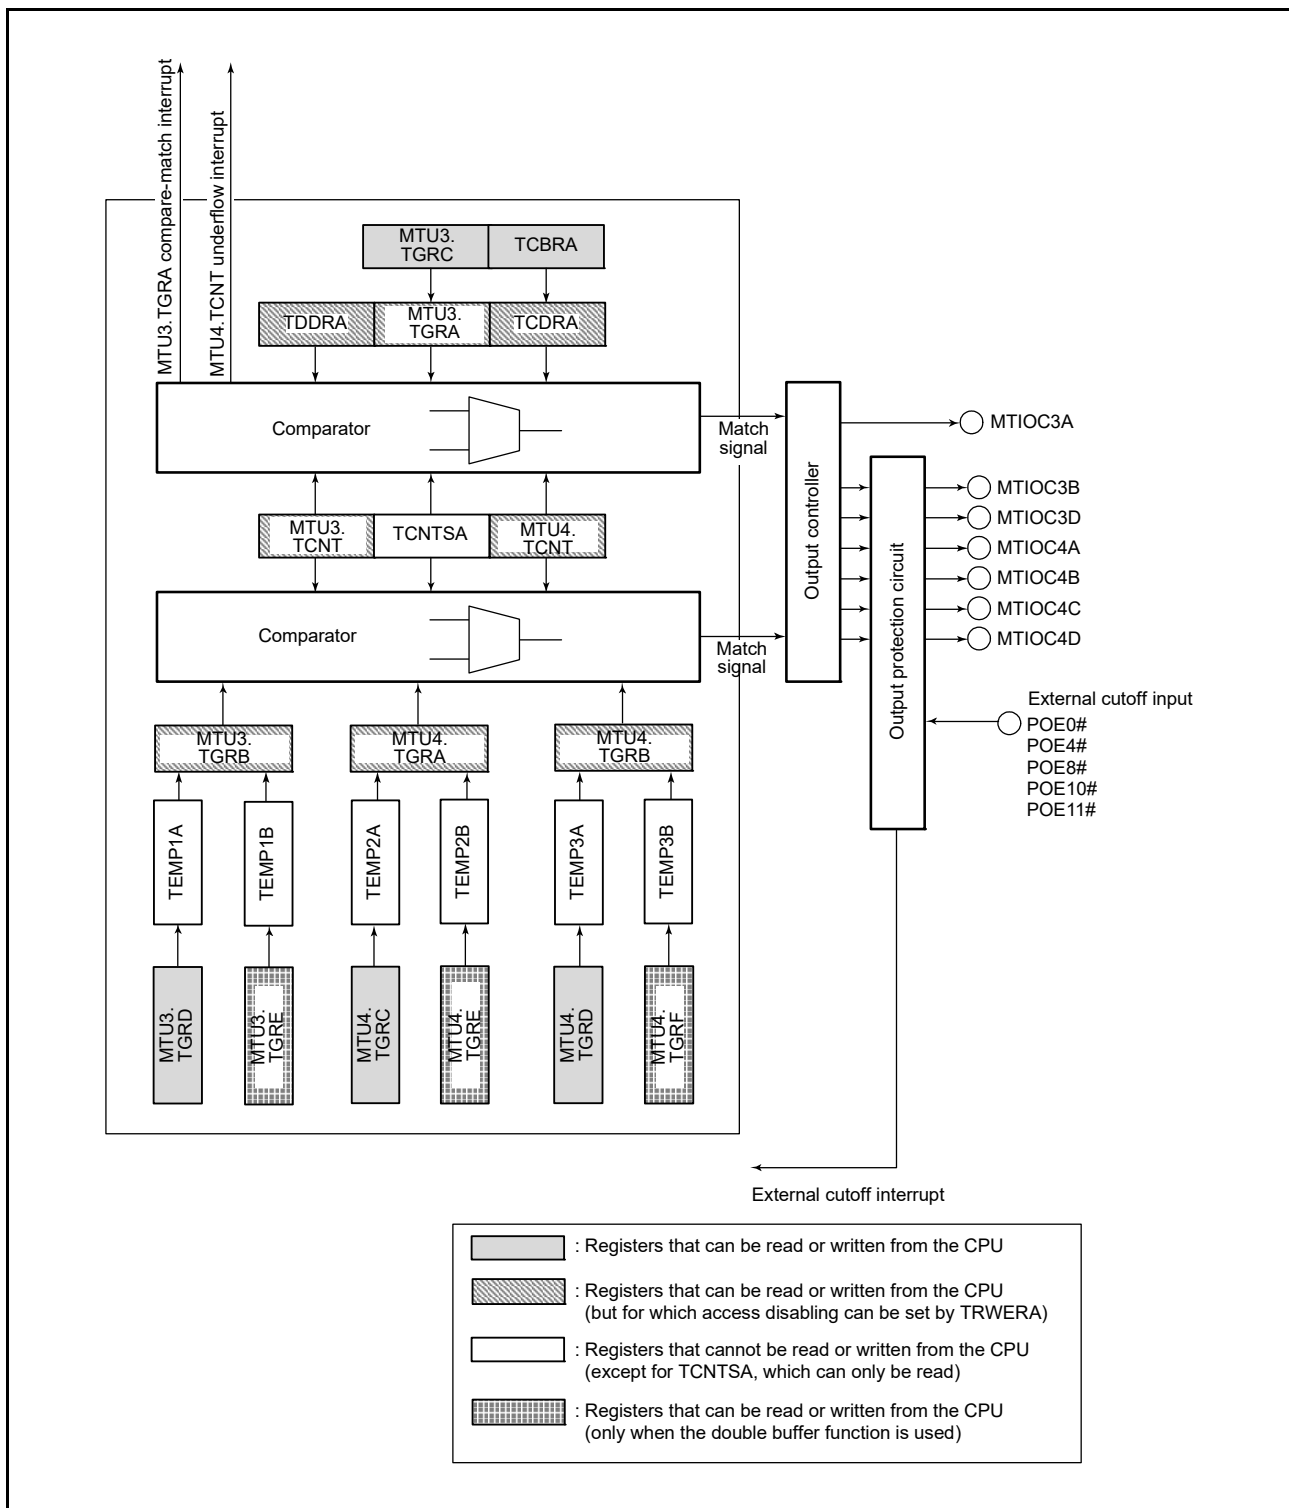 MTU3.TGRA compare-match interrupt
MTU4.TCNT underflow interrupt
MTU3.
TGRC
TCBRA
TDDRA
MTU3.
TGRA
TCDRA
Comparator
Match
signal
MTU3.
TCNT
TCNTSA
MTU4.
TCNT
Comparator
Match
signal
Output controller
Output protection circuit
MTIOC3A
MTIOC3B
MTIOC3D
MTIOC4A
MTIOC4B
MTIOC4C
MTIOC4D
External cutoff input
POE0#
POE4#
POE8#
POE10#
POE11#
MTU3.
TGRB
MTU4.
TGRA
MTU4.
TGRB
TEMP1A
TEMP1B
TEMP2A
TEMP2B
TEMP3A
TEMP3B
MTU3.
TGRD
MTU3.
TGRE
MTU4.
TGRC
MTU4.
TGRE
MTU4.
TGRD
MTU4.
TGRF
External cutoff interrupt
: Registers that can be read or written from the CPU
: Registers that can be read or written from the CPU
(but for which access disabling can be set by TRWERA)
: Registers that cannot be read or written from the CPU
(except for TCNTSA, which can only be read)
: Registers that can be read or written from the CPU
(only when the double buffer function is used)